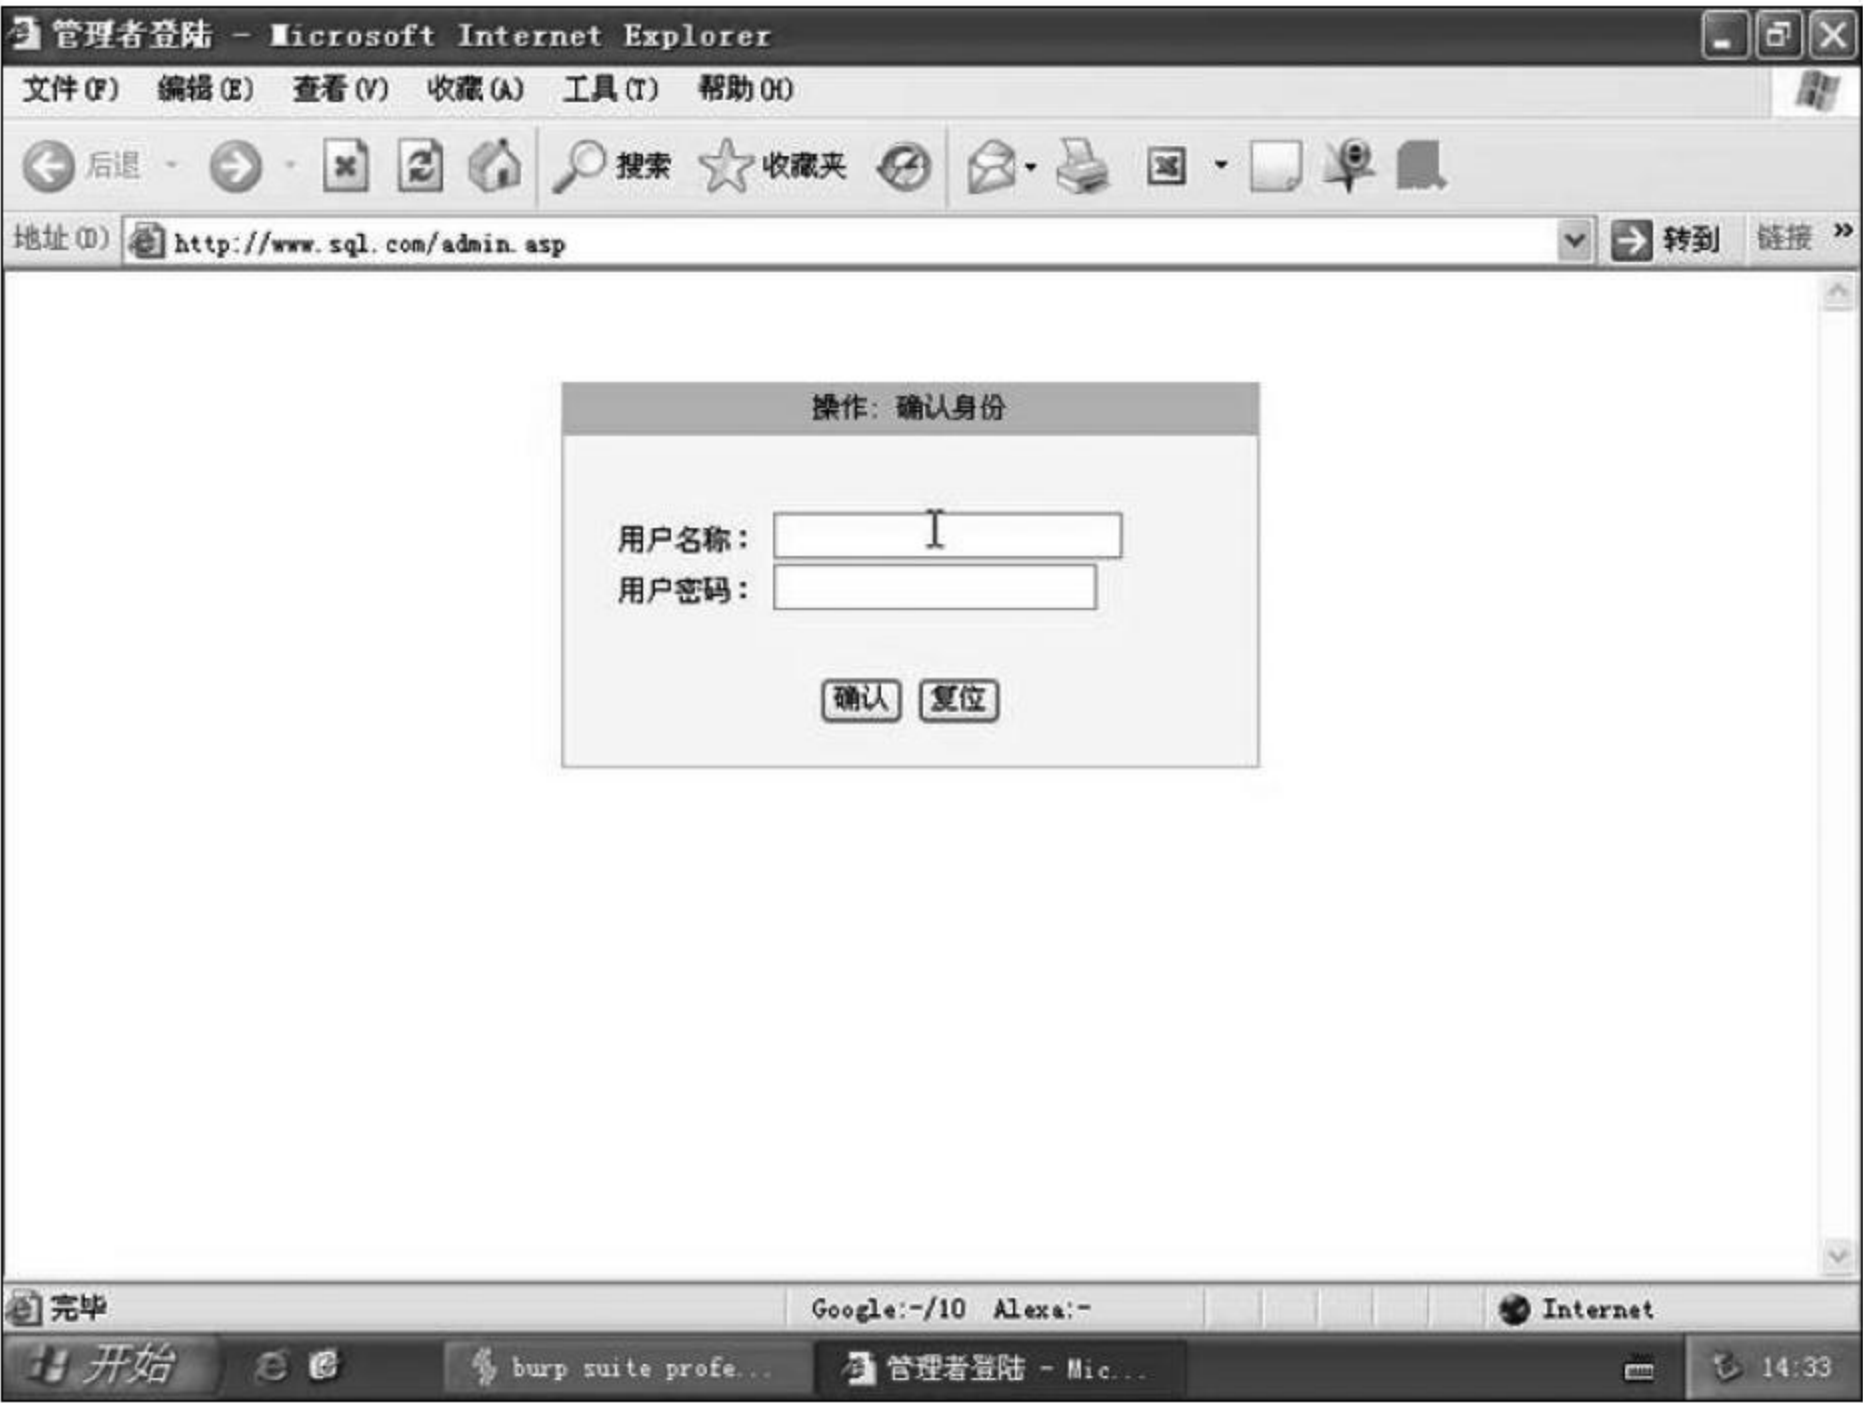 管理者登陆 - Microsoft Internet Explorer
文件(F) 编辑(E) 查看(V) 收藏(A) 工具(T) 帮助(H)
后退 搜索 收藏夹
地址(D) http://www.sql.com/admin.asp 转到 链接 »
操作: 确认身份
用户名称：
用户密码：
确认 复位
完毕 Google:-/10 Alexa:- Internet
开始 burp suite profe... 管理者登陆 - Mic... 14:33